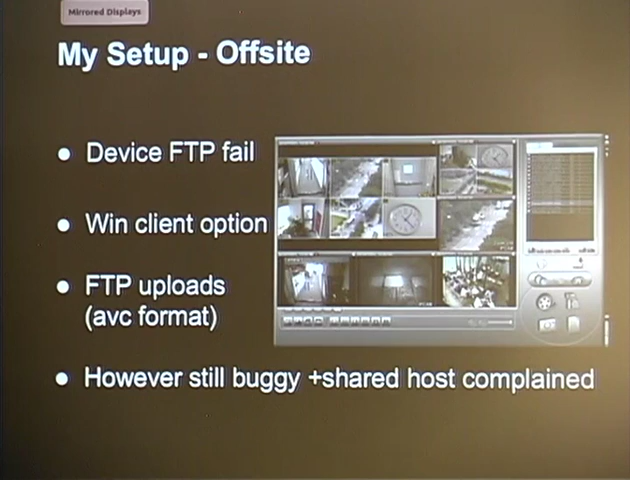 Mirrored Displays
My Setup - Offsite
● Device FTP fail
● Win client option
● FTP uploads
(avc format)
● However still buggy +shared host complained